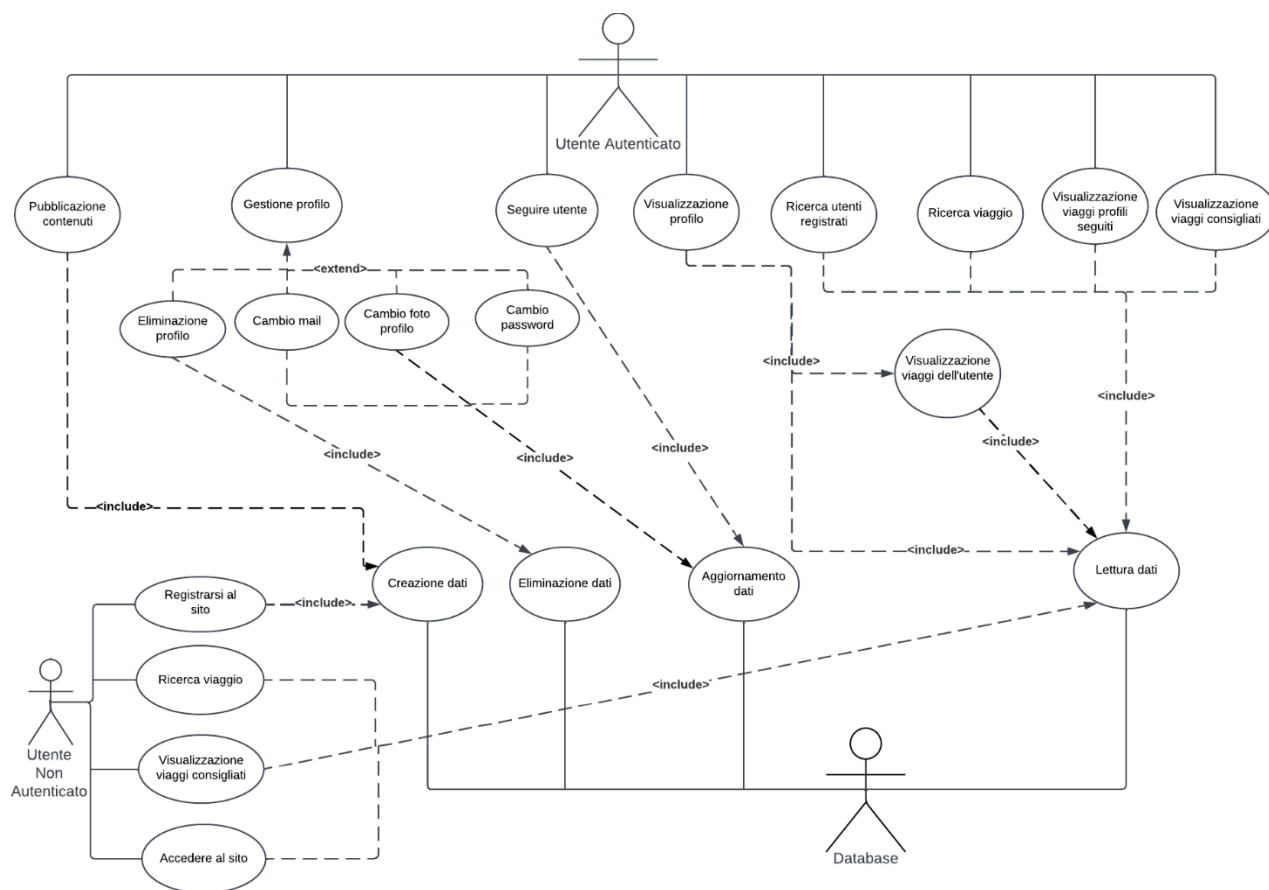 Utente Autenticato
Pubblicazione
contenuti
Gestione profilo
Seguire utente
Visualizzazione
profilo
Ricerca utenti
registrati
Ricerca viaggio
Visualizzazione
viaggi profili
seguiti
Visualizzazione
viaggi consigliati
<extend>
Eliminazione
profilo
Cambio mail
Cambio foto
profilo
Cambio
password
<include>
Visualizzazione
viaggi dell'utente
<include>
<include>
<include>
<include>
<include>
<include>
<include>
Creazione dati
Eliminazione dati
Aggiornamento
dati
Lettura dati
Registrarsi al
sito
<include>
Ricerca viaggio
<include>
Utente
Non
Autenticato
Visualizzazione
viaggi consigliati
Accedere al sito
Database